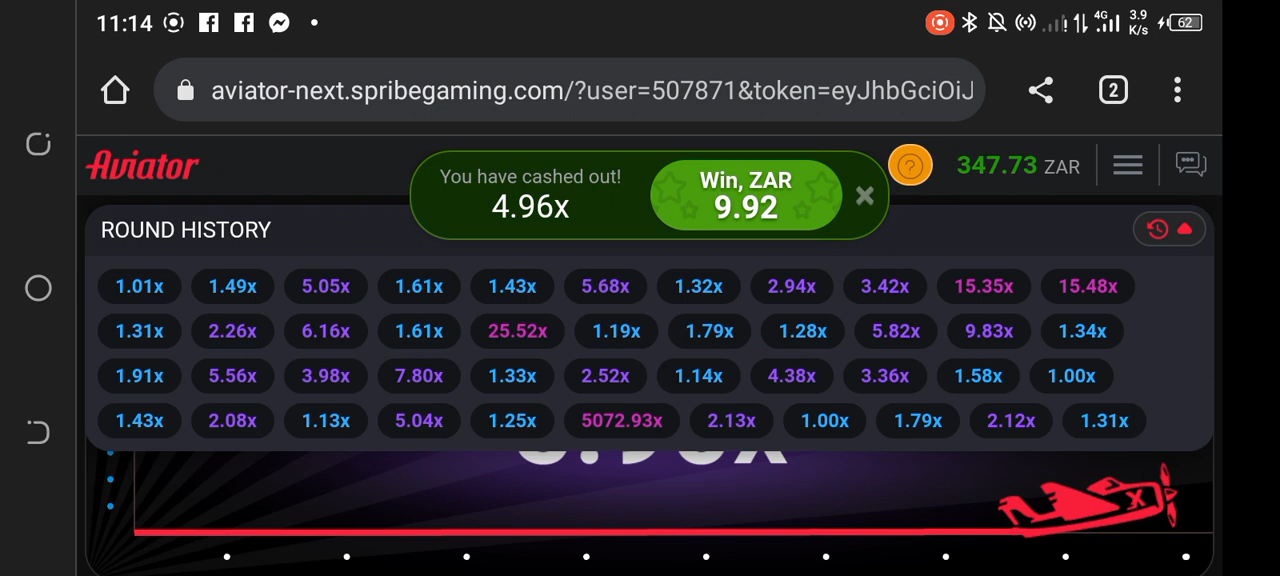 11:14 4G 3.9 K/s 62
aviator-next.spribegaming.com/?user=507871&token=eyJhbGciOiJ 2
Aviator
You have cashed out!
4.96x
Win, ZAR
9.92
347.73 ZAR
ROUND HISTORY
1.01x 1.49x 5.05x 1.61x 1.43x 5.68x 1.32x 2.94x 3.42x 15.35x 15.48x
1.31x 2.26x 6.16x 1.61x 25.52x 1.19x 1.79x 1.28x 5.82x 9.83x 1.34x
1.91x 5.56x 3.98x 7.80x 1.33x 2.52x 1.14x 4.38x 3.36x 1.58x 1.00x
1.43x 2.08x 1.13x 5.04x 1.25x 5072.93x 2.13x 1.00x 1.79x 2.12x 1.31x
X